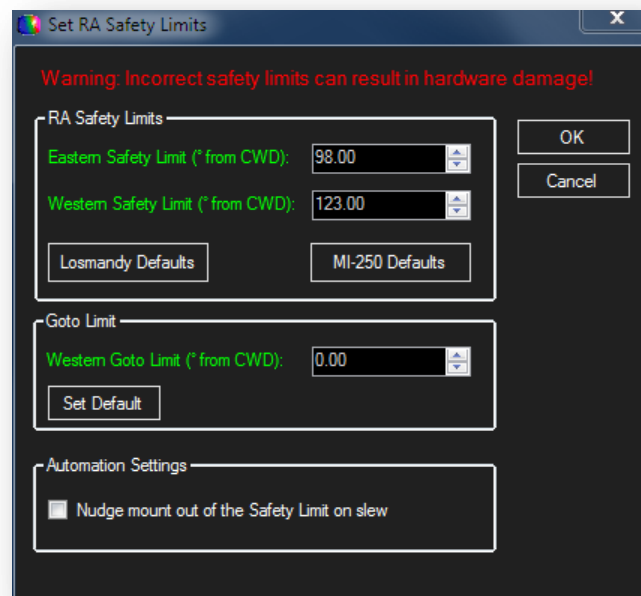 Set RA Safety Limits
X
Warning: Incorrect safety limits can result in hardware damage!
RA Safety Limits
Eastern Safety Limit (° from CWD): 98.00
OK
Western Safety Limit (° from CWD): 123.00
Cancel
Losmandy Defaults MI-250 Defaults
Goto Limit
Western Goto Limit (° from CWD): 0.00
Set Default
Automation Settings
Nudge mount out of the Safety Limit on slew